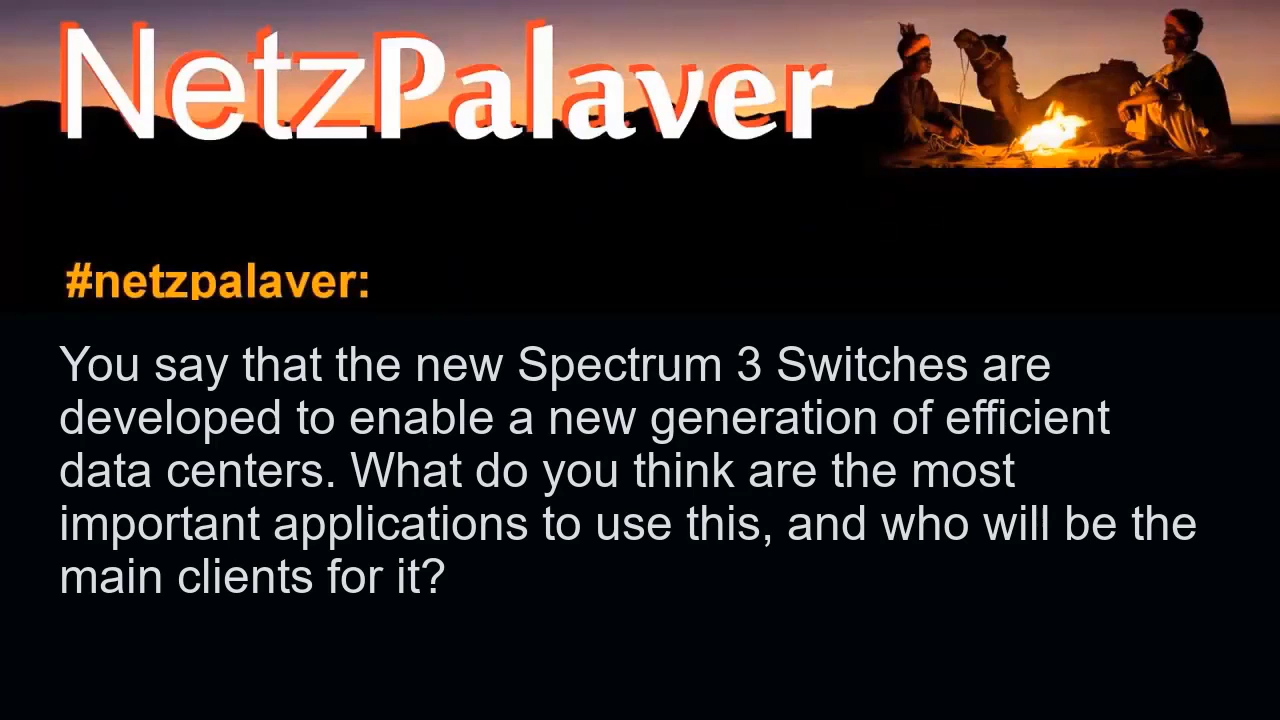 NetzPalaver
#netzpalaver:
You say that the new Spectrum 3 Switches are
developed to enable a new generation of efficient
data centers. What do you think are the most
important applications to use this, and who will be the
main clients for it?